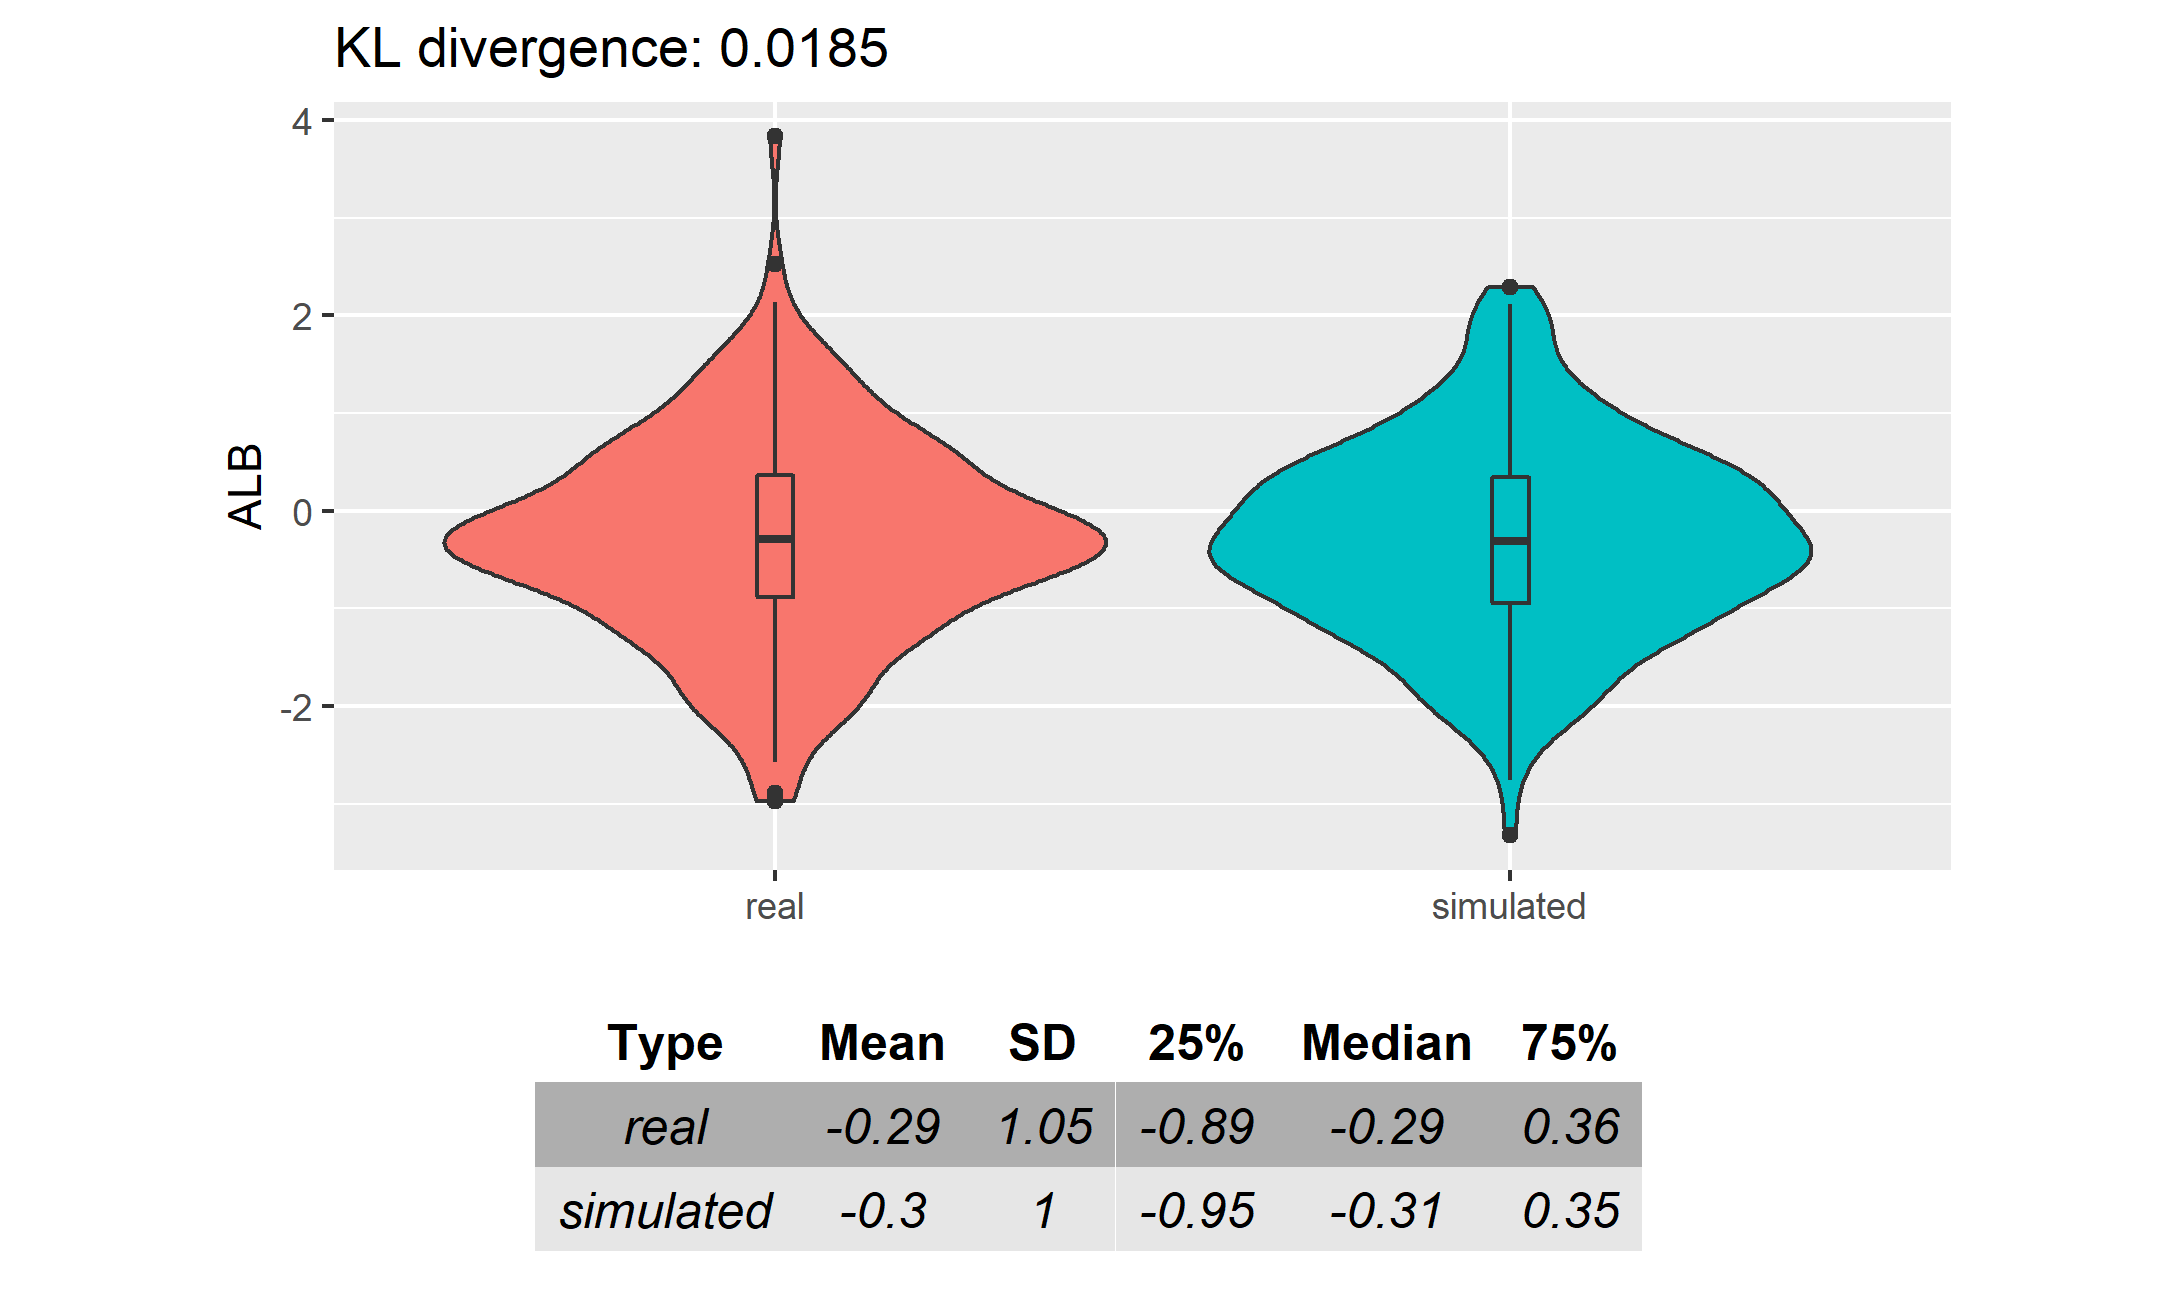 KL divergence: 0.0185
4
2
0
-2
ALB
real simulated
Type Mean SD 25% Median 75%
real -0.29 1.05 -0.89 -0.29 0.36
simulated -0.3 1 -0.95 -0.31 0.35